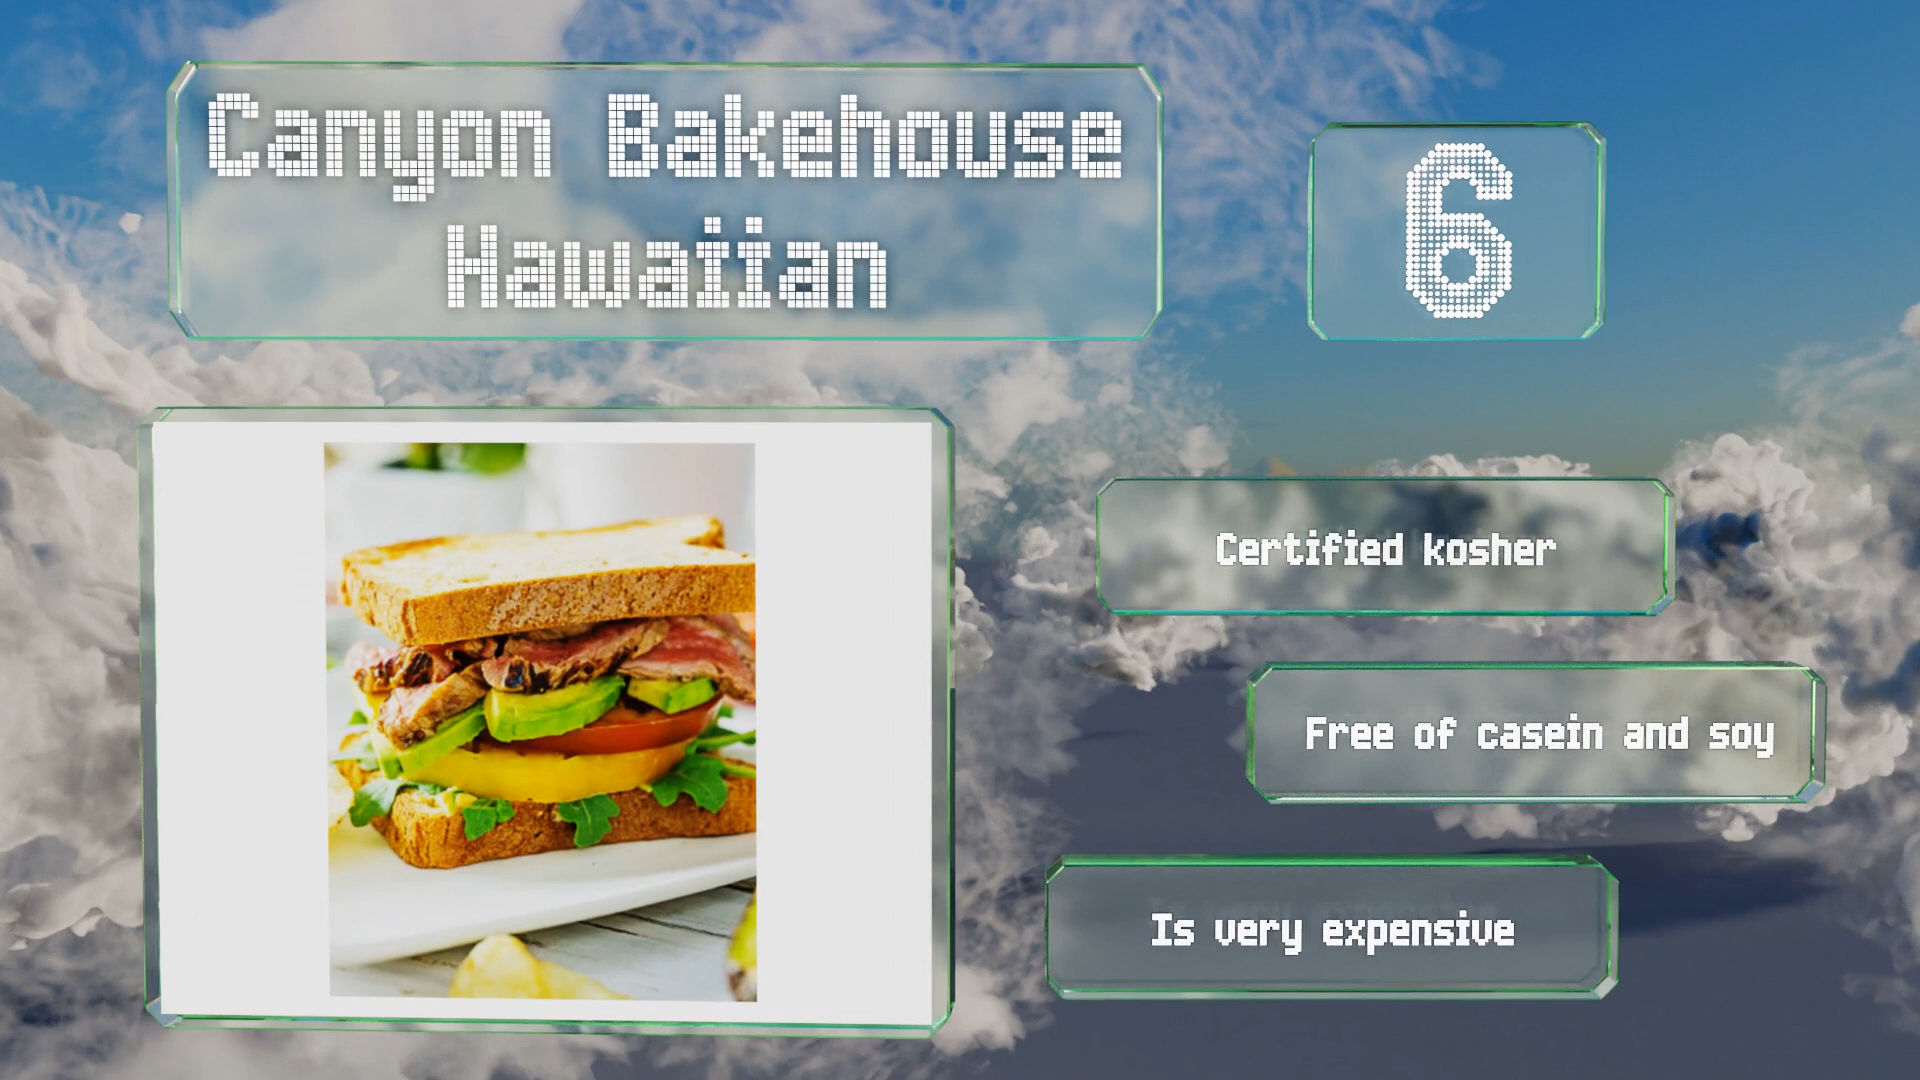 Canyon Bakehouse
Hawaiian
6
Certified kosher
Free of casein and soy
Is very expensive